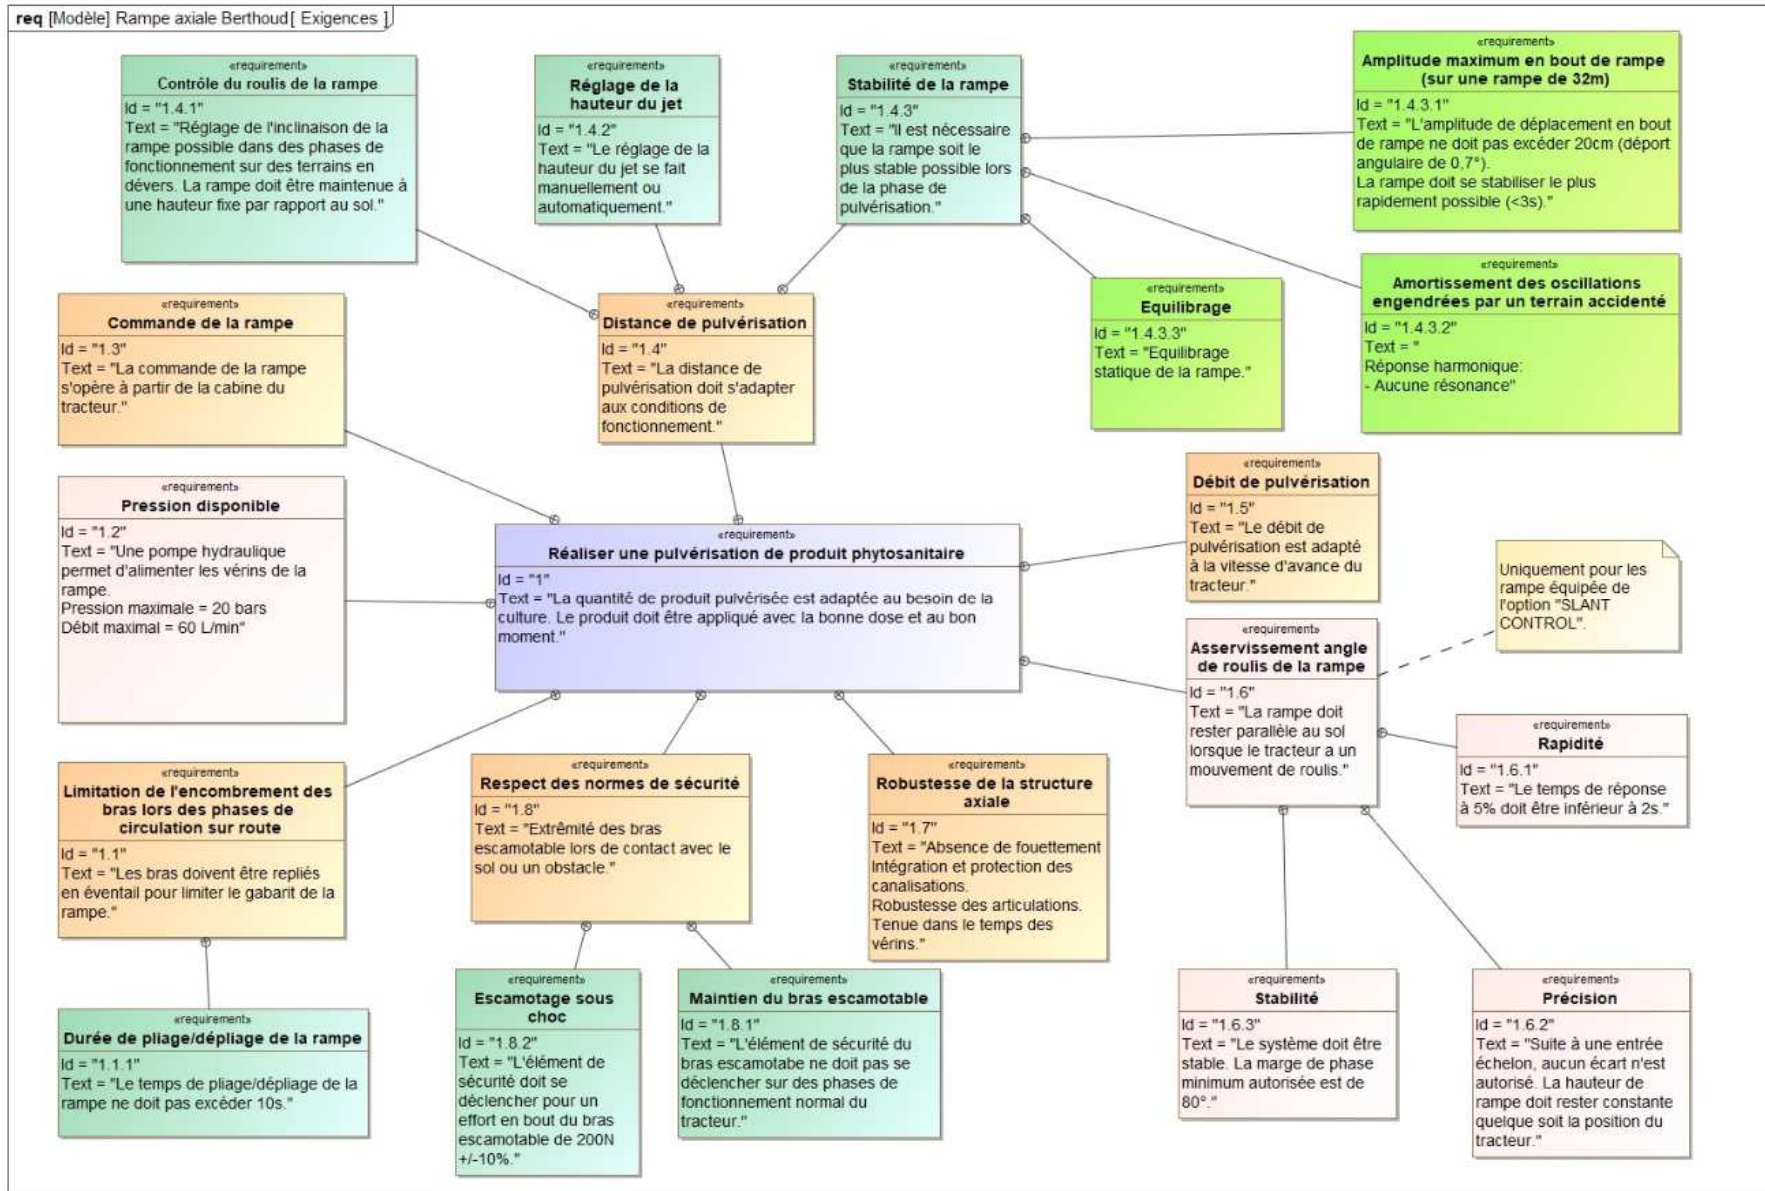 req [Modèle] Rampe axiale Berthoud[ Exigences ]
«requirement»
Contrôle du roulis de la rampe
Id = "1.4.1"
Text = "Réglage de l'inclinaison de la
rampe possible dans des phases de
fonctionnement sur des terrains en
dévers. La rampe doit être maintenue à
une hauteur fixe par rapport au sol."
«requirement»
Réglage de la
hauteur du jet
Id = "1.4.2"
Text = "Le réglage de la
hauteur du jet se fait
manuellement ou
automatiquement."
«requirement»
Stabilité de la rampe
Id = "1.4.3"
Text = "Il est nécessaire
que la rampe soit le
plus stable possible lors
de la phase de
pulvérisation."
«requirement»
Amplitude maximum en bout de rampe
(sur une rampe de 32m)
Id = "1.4.3.1"
Text = "L'amplitude de déplacement en bout
de rampe ne doit pas excéder 20cm (déport
angulaire de 0,7°).
La rampe doit se stabiliser le plus
rapidement possible (<3s)."
«requirement»
Commande de la rampe
Id = "1.3"
Text = "La commande de la rampe
s'opère à partir de la cabine du
tracteur."
«requirement»
Distance de pulvérisation
Id = "1.4"
Text = "La distance de
pulvérisation doit s'adapter
aux conditions de
fonctionnement."
«requirement»
Equilibrage
Id = "1.4.3.3"
Text = "Equilibrage
statique de la rampe."
«requirement»
Amortissement des oscillations
engendrées par un terrain accidenté
Id = "1.4.3.2"
Text = "
Réponse harmonique:
- Aucune résonance"
«requirement»
Pression disponible
Id = "1.2"
Text = "Une pompe hydraulique
permet d'alimenter les vérins de la
rampe.
Pression maximale = 20 bars
Débit maximal = 60 L/min"
«requirement»
Réaliser une pulvérisation de produit phytosanitaire
Id = "1"
Text = "La quantité de produit pulvérisée est adaptée au besoin de la
culture. Le produit doit être appliqué avec la bonne dose et au bon
moment."
«requirement»
Débit de pulvérisation
Id = "1.5"
Text = "Le débit de
pulvérisation est adapté
à la vitesse d'avance du
tracteur."
Uniquement pour les
rampe équipée de
l'option "SLANT
CONTROL".
«requirement»
Asservissement angle
de roulis de la rampe
Id = "1.6"
Text = "La rampe doit
rester parallèle au sol
lorsque le tracteur a un
mouvement de roulis."
«requirement»
Rapidité
Id = "1.6.1"
Text = "Le temps de réponse
à 5% doit être inférieur à 2s."
«requirement»
Limitation de l'encombrement des
bras lors des phases de
circulation sur route
Id = "1.1"
Text = "Les bras doivent être repliés
en éventail pour limiter le gabarit de la
rampe."
«requirement»
Respect des normes de sécurité
Id = "1.8"
Text = "Extrêmité des bras
escamotable lors de contact avec le
sol ou un obstacle."
«requirement»
Robustesse de la structure
axiale
Id = "1.7"
Text = "Absence de fouettement
Intégration et protection des
canalisations.
Robustesse des articulations.
Tenue dans le temps des
vérins."
«requirement»
Durée de pliage/dépliage de la rampe
Id = "1.1.1"
Text = "Le temps de pliage/dépliage de la
rampe ne doit pas excéder 10s."
«requirement»
Escamotage sous
choc
Id = "1.8.2"
Text = "L'élément de
sécurité doit se
déclencher pour un
effort en bout du bras
escamotable de 200N
+/-10%."
«requirement»
Maintien du bras escamotable
Id = "1.8.1"
Text = "L'élément de sécurité du
bras escamotabe ne doit pas se
déclencher sur des phases de
fonctionnement normal du
tracteur."
«requirement»
Stabilité
Id = "1.6.3"
Text = "Le système doit être
stable. La marge de phase
minimum autorisée est de
80°."
«requirement»
Précision
Id = "1.6.2"
Text = "Suite à une entrée
échelon, aucun écart n'est
autorisé. La hauteur de
rampe doit rester constante
quelque soit la position du
tracteur."